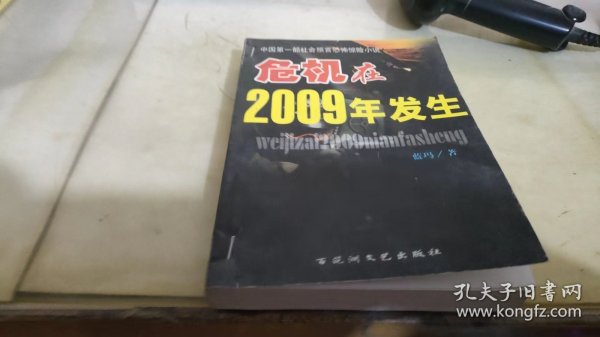 中国第一部社会预言恐怖惊险小说
危机在
2009年发生
weijizai2009nianfasheng
蓝玛／著
百花洲文艺出版社
孔夫子旧书网
www.kongfz.com